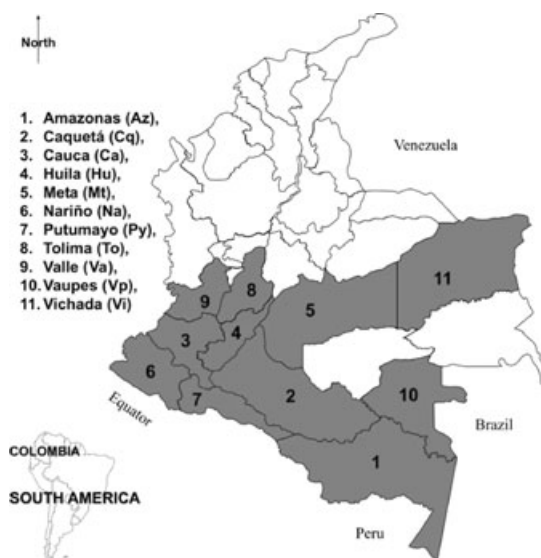 North
1. Amazonas (Az),
2. Caquetá (Cq),
3. Cauca (Ca),
4. Huila (Hu),
5. Meta (Mt),
6. Nariño (Na),
7. Putumayo (Py),
8. Tolima (To),
9. Valle (Va),
10. Vaupes (Vp),
11. Vichada (Vi)
Venezuela
11
8
9
5
3
4
6
7
2
10
Equator
Brazil
1
COLOMBIA
SOUTH AMERICA
Peru